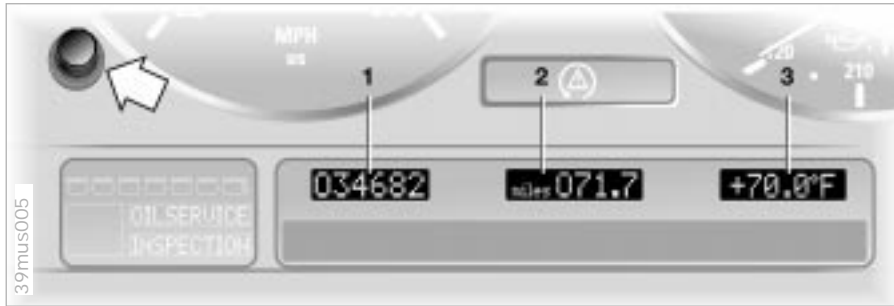 MPH
us
120
210
1 2 3
034682 miles 071.7 +70.0°F
OILSERVICE
INSPECTION
39mus005